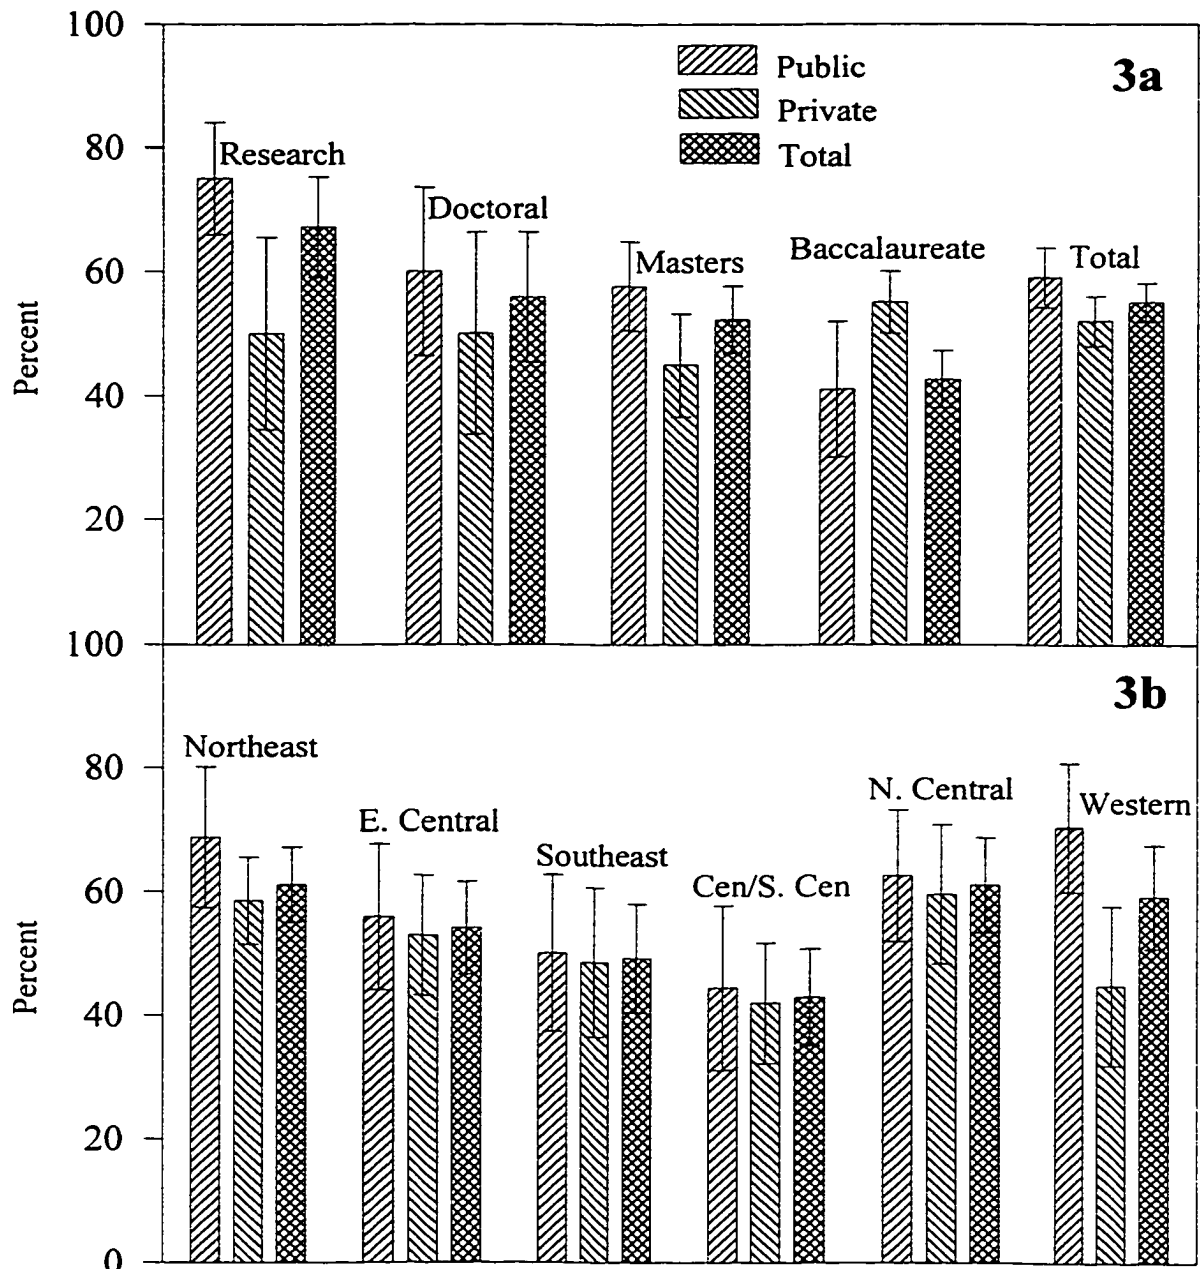 100
Public
3a
Private
80
Research
Total
Doctoral
Masters
Baccalaureate
Total
60
Percent
40
20
100
3b
Northeast
80
N. Central
Western
E. Central
Southeast
Cen/S. Cen
60
Percent
40
20
0